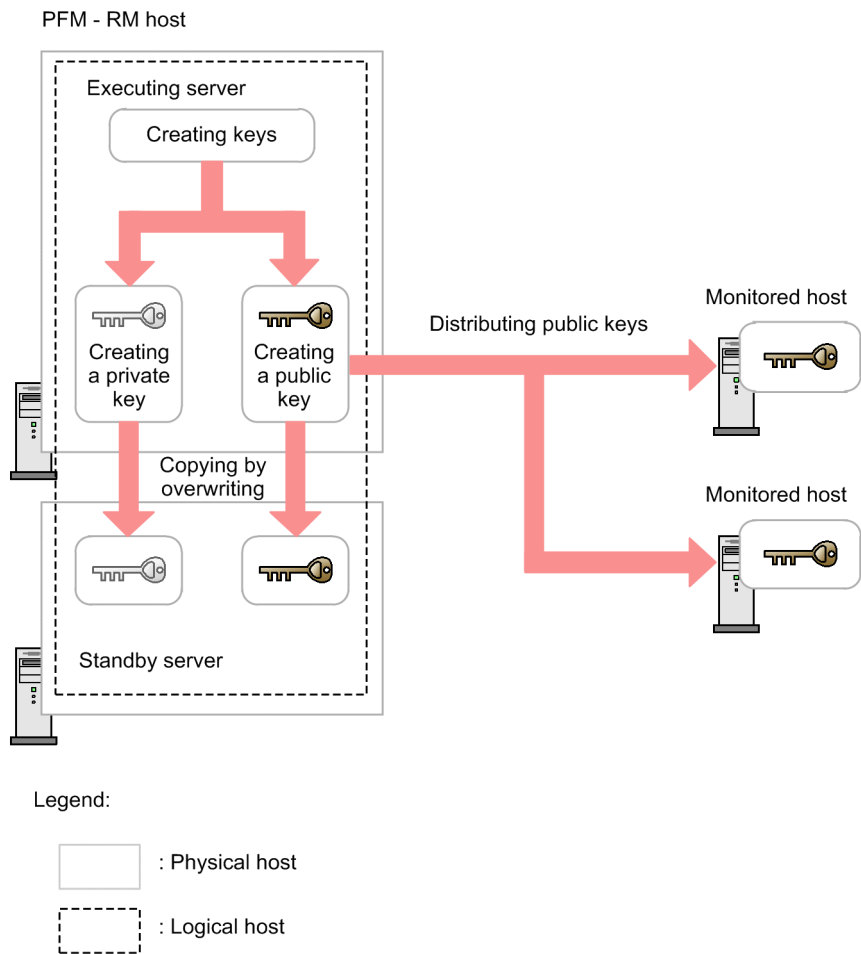 PFM - RM host
Executing server
Creating keys
Creating
a private
key
Creating
a public
key
Distributing public keys
Monitored host
Copying by
overwriting
Monitored host
Standby server
Legend:
: Physical host
: Logical host